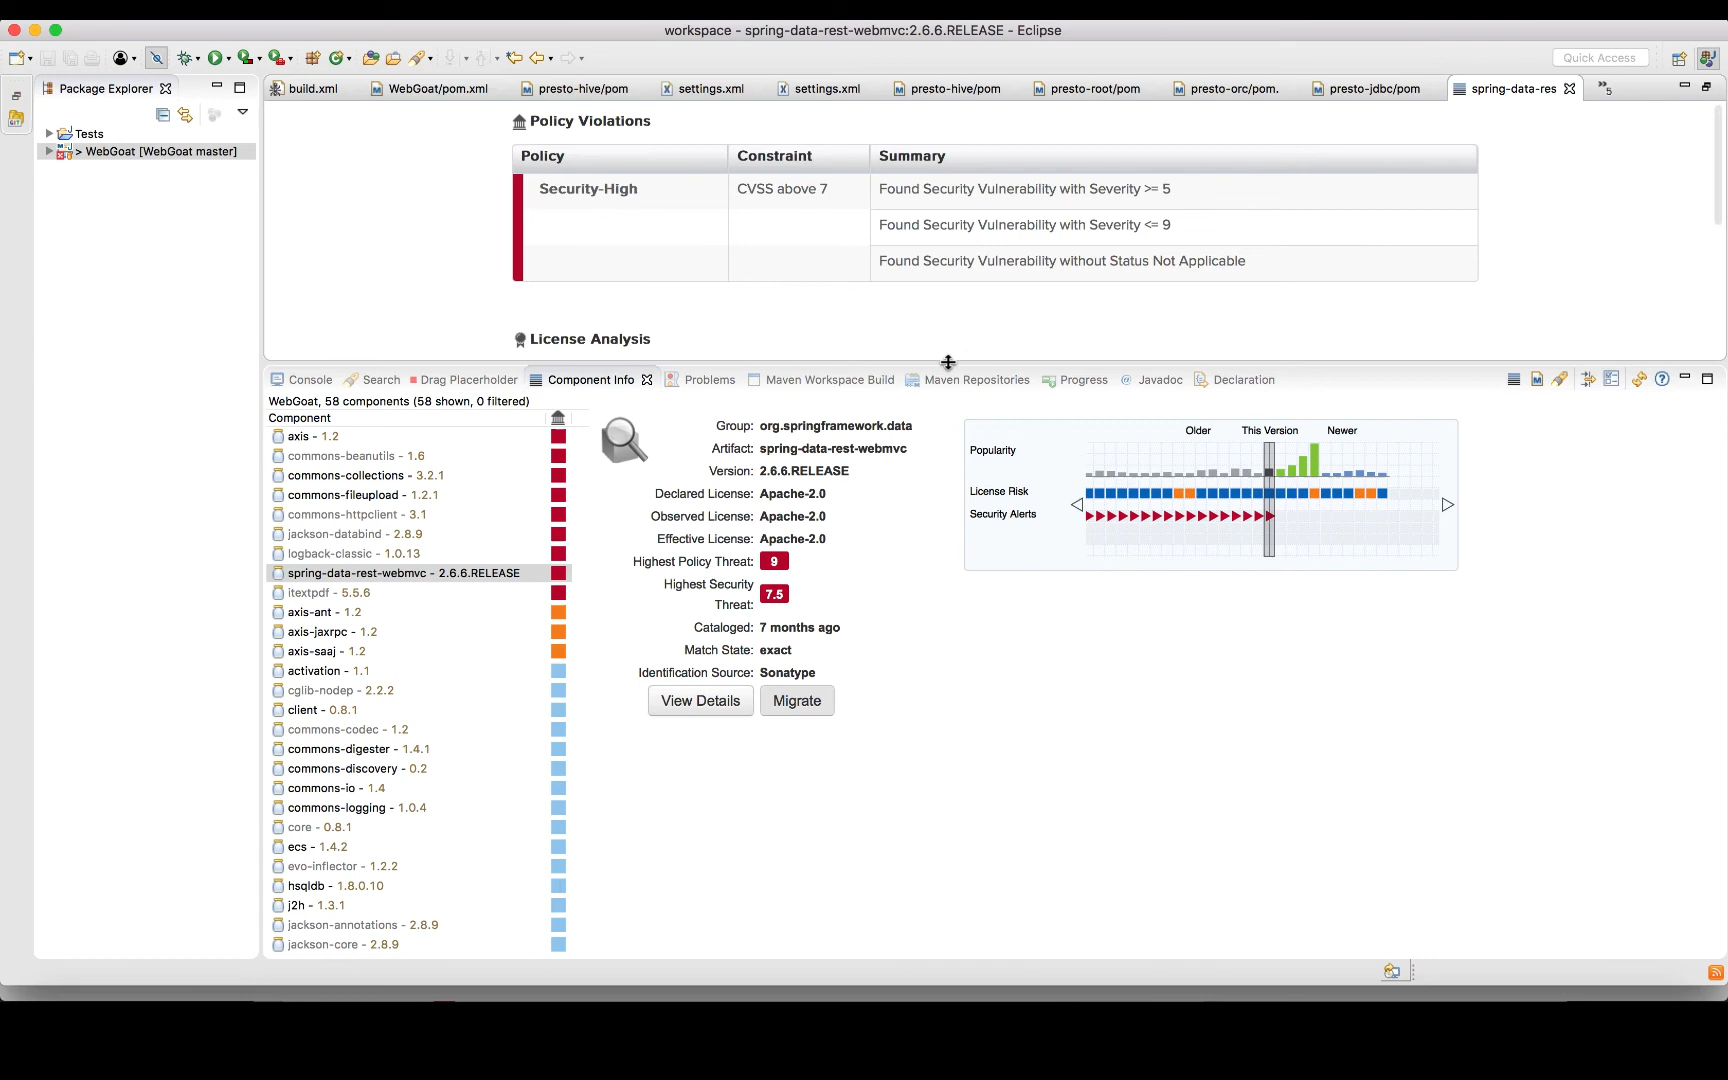 workspace - spring-data-rest-webmvc:2.6.6.RELEASE - Eclipse
Quick Access
Package Explorer
build.xml
WebGoat/pom.xml
presto-hive/pom
settings.xml
settings.xml
presto-hive/pom
presto-root/pom
presto-orc/pom.
presto-jdbc/pom
spring-data-res
»5
Tests
> WebGoat [WebGoat master]
Policy Violations
Policy Constraint Summary
Security-High CVSS above 7 Found Security Vulnerability with Severity >= 5
Found Security Vulnerability with Severity <= 9
Found Security Vulnerability without Status Not Applicable
License Analysis
Console
Search
Drag Placeholder
Component Info
Problems
Maven Workspace Build
Maven Repositories
Progress
Javadoc
Declaration
WebGoat, 58 components (58 shown, 0 filtered)
Component
axis - 1.2
commons-beanutils - 1.6
commons-collections - 3.2.1
commons-fileupload - 1.2.1
commons-httpclient - 3.1
jackson-databind - 2.8.9
logback-classic - 1.0.13
spring-data-rest-webmvc - 2.6.6.RELEASE
itextpdf - 5.5.6
axis-ant - 1.2
axis-jaxrpc - 1.2
axis-saaj - 1.2
activation - 1.1
cglib-nodep - 2.2.2
client - 0.8.1
commons-codec - 1.2
commons-digester - 1.4.1
commons-discovery - 0.2
commons-io - 1.4
commons-logging - 1.0.4
core - 0.8.1
ecs - 1.4.2
evo-inflector - 1.2.2
hsqldb - 1.8.0.10
j2h - 1.3.1
jackson-annotations - 2.8.9
jackson-core - 2.8.9
Group: org.springframework.data
Artifact: spring-data-rest-webmvc
Version: 2.6.6.RELEASE
Declared License: Apache-2.0
Observed License: Apache-2.0
Effective License: Apache-2.0
Highest Policy Threat: 9
Highest Security
Threat: 7.5
Cataloged: 7 months ago
Match State: exact
Identification Source: Sonatype
View Details
Migrate
Older This Version Newer
Popularity
License Risk
Security Alerts